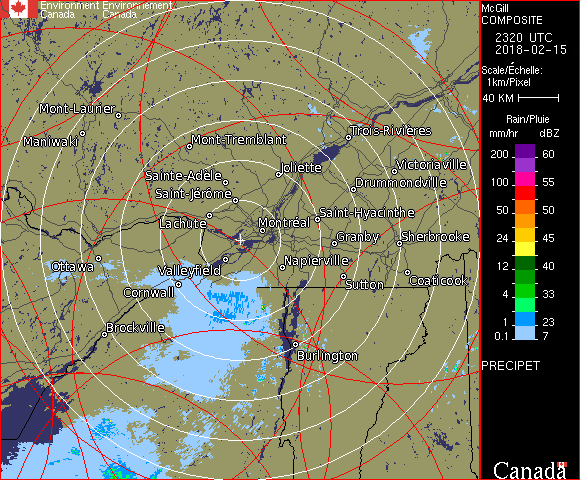 Environment Environnement
Canada Canada
McGill
COMPOSITE
2320 UTC
2018-02-15
Scale/Échelle:
1km/Pixel
40 KM
Rain/Pluie
mm/hr dBZ
200 60
100 55
50 50
24 45
12 40
4 33
1 23
0.1 7
PRECIPET
Canada
Mont-Laurier
Maniwaki
Mont-Tremblant
Trois-Rivières
Sainte-Adèle
Joliette
Victoriaville
Saint-Jérôme
Drummondville
Lachute
Montréal
Saint-Hyacinthe
Granby
Sherbrooke
Ottawa
Valleyfield
Napierville
Cornwall
Sutton
Coaticook
Brockville
Burlington